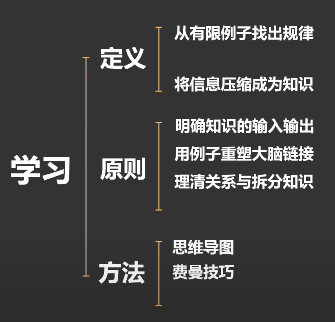 学习
定义
从有限例子找出规律
将信息压缩成为知识
原则
明确知识的输入输出
用例子重塑大脑链接
理清关系与拆分知识
方法
思维导图
费曼技巧